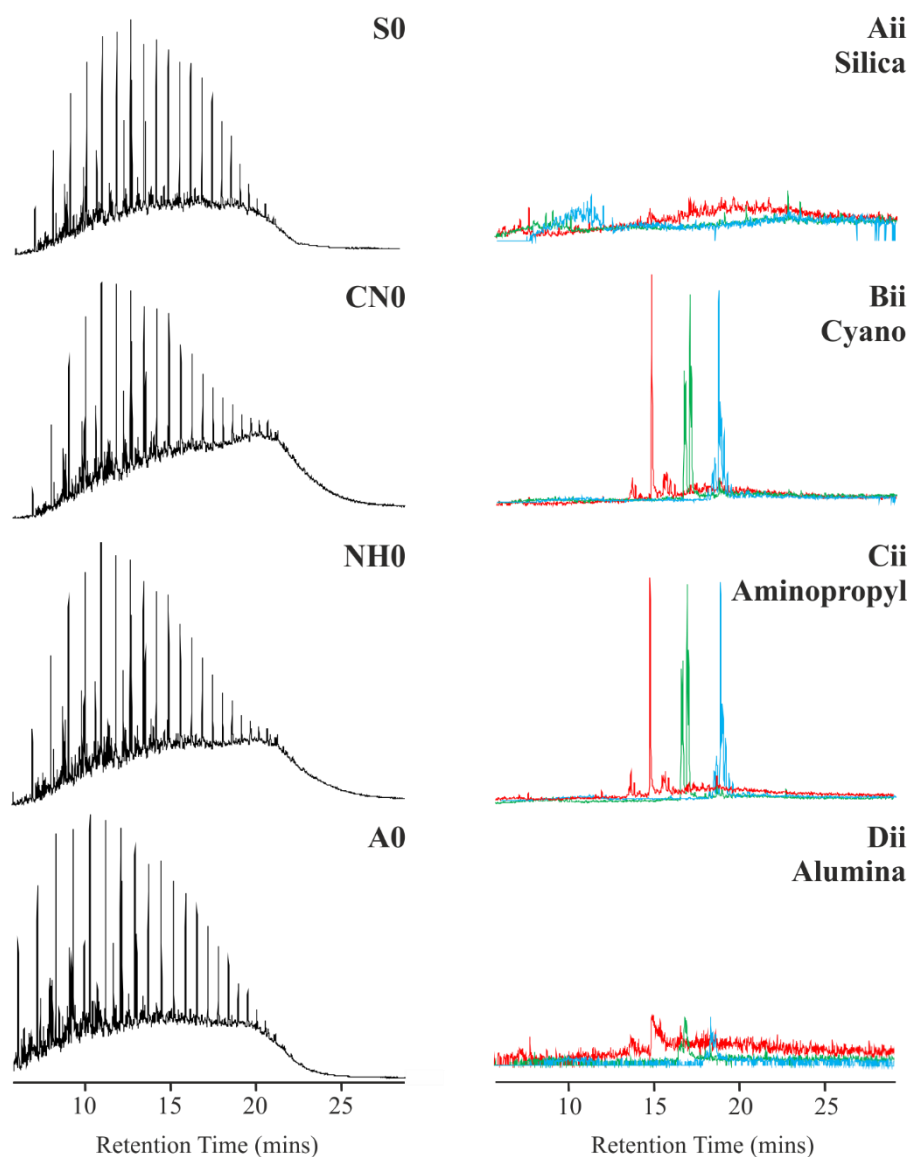 S0
Aii
Silica
CN0
Bii
Cyano
NH0
Cii
Aminopropyl
A0
Dii
Alumina
10 15 20 25
10 15 20 25
Retention Time (mins)
Retention Time (mins)